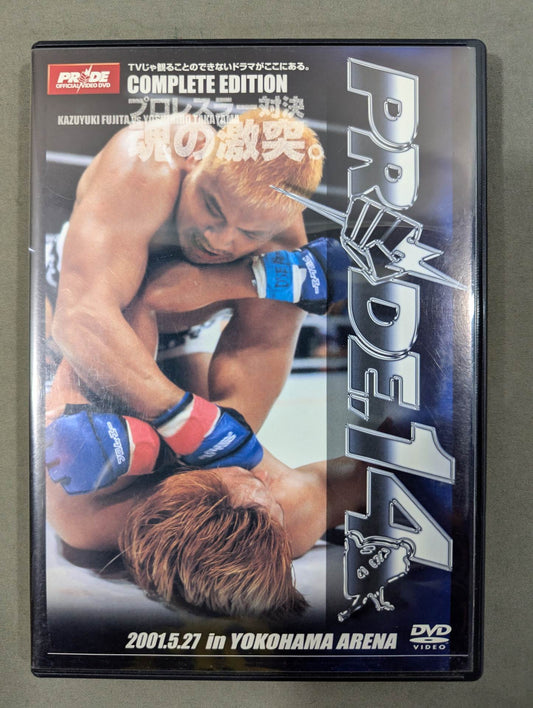 PRIDE
OFFICIAL VIDEO DVD
TVじゃ観ることのできないドラマがここにある。
COMPLETE EDITION
プロレスラー対決
KAZUYUKI FUJITA vs YOSHIHIRO TAKAYAMA
魂の激突。
PRIDE.14
2001.5.27 in YOKOHAMA ARENA
DVD
VIDEO